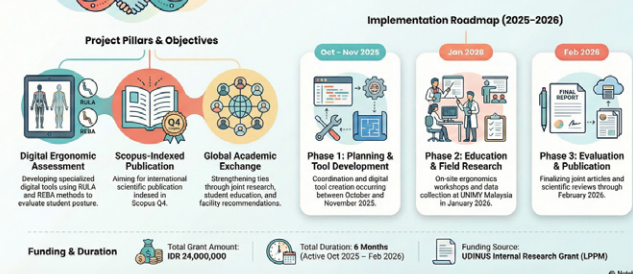 Implementation Roadmap (2025-2026)
Project Pillars & Objectives
RULA
REBA
Q4
Digital Ergonomic
Assessment
Developing specialized
digital tools using RULA
and REBA methods to
evaluate student posture.
Scopus-Indexed
Publication
Aiming for international
scientific publication
indexed in
Scopus Q4.
Global Academic
Exchange
Strengthening ties
through joint research,
student education, and
facility recommendations.
Oct - Nov 2025
Phase 1: Planning &
Tool Development
Coordination and digital
tool creation occurring
between October and
November 2025.
Jan 2026
Phase 2: Education
& Field Research
On-site ergonomics
workshops and data
collection at UNIMY Malaysia
in January 2026.
Feb 2026
FINAL
REPORT
Phase 3: Evaluation
& Publication
Finalizing joint articles and
scientific reviews through
February 2026.
Funding & Duration
Total Grant Amount:
IDR 24,000,000
Total Duration: 6 Months
(Active Oct 2025 – Feb 2026)
Funding Source:
UDINUS Internal Research Grant (LPPM)